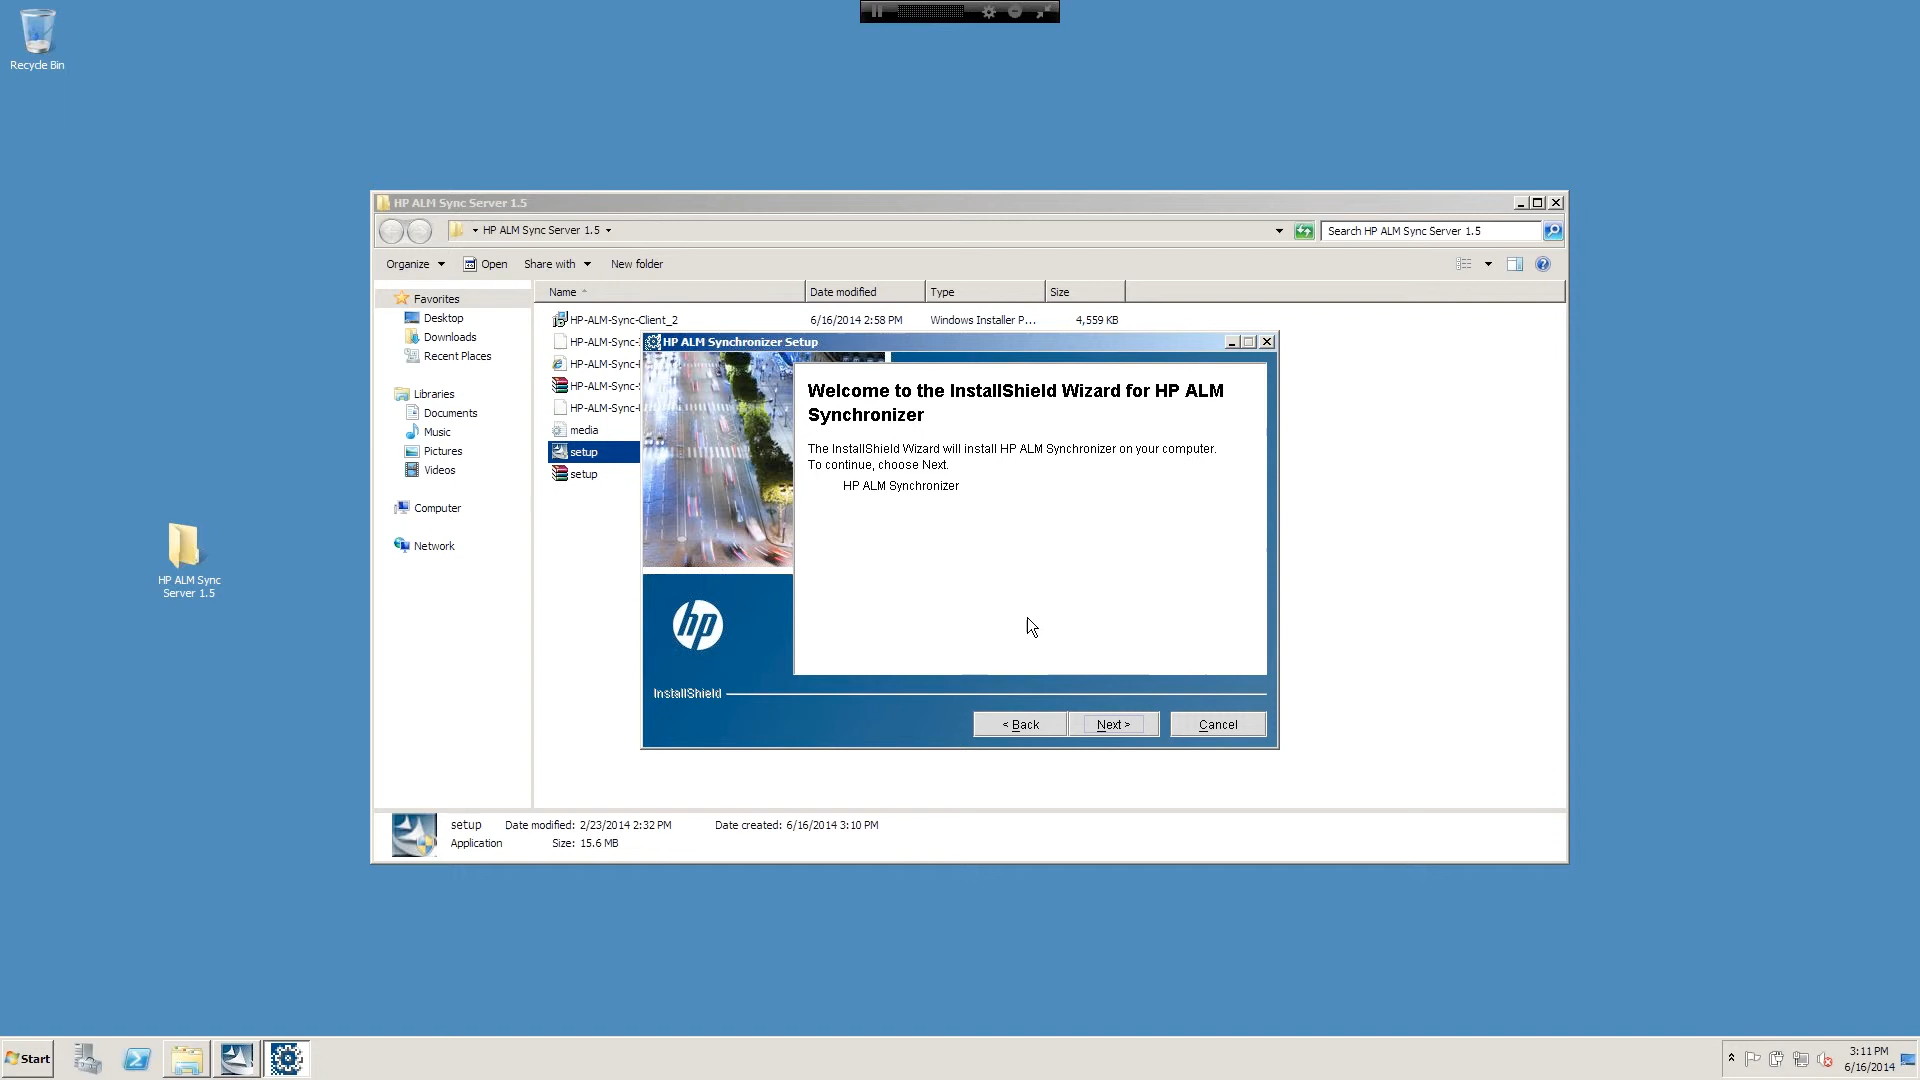 Recycle Bin
HP ALM Sync Server 1.5
HP ALM Sync Server 1.5
Search HP ALM Sync Server 1.5
Organize Open Share with New folder
Favorites
Desktop
Downloads
Recent Places
Libraries
Documents
Music
Pictures
Videos
Computer
Network
Name Date modified Type Size
HP-ALM-Sync-Client_2 6/16/2014 2:58 PM Windows Installer P... 4,559 KB
HP-ALM-Sync-
HP-ALM-Sync-
HP-ALM-Sync-
HP-ALM-Sync-
media
setup
setup
HP ALM Synchronizer Setup
Welcome to the InstallShield Wizard for HP ALM
Synchronizer
The InstallShield Wizard will install HP ALM Synchronizer on your computer.
To continue, choose Next.
HP ALM Synchronizer
hp
InstallShield
< Back Next > Cancel
HP ALM Sync
Server 1.5
setup Date modified: 2/23/2014 2:32 PM Date created: 6/16/2014 3:10 PM
Application Size: 15.6 MB
Start
3:11 PM
6/16/2014